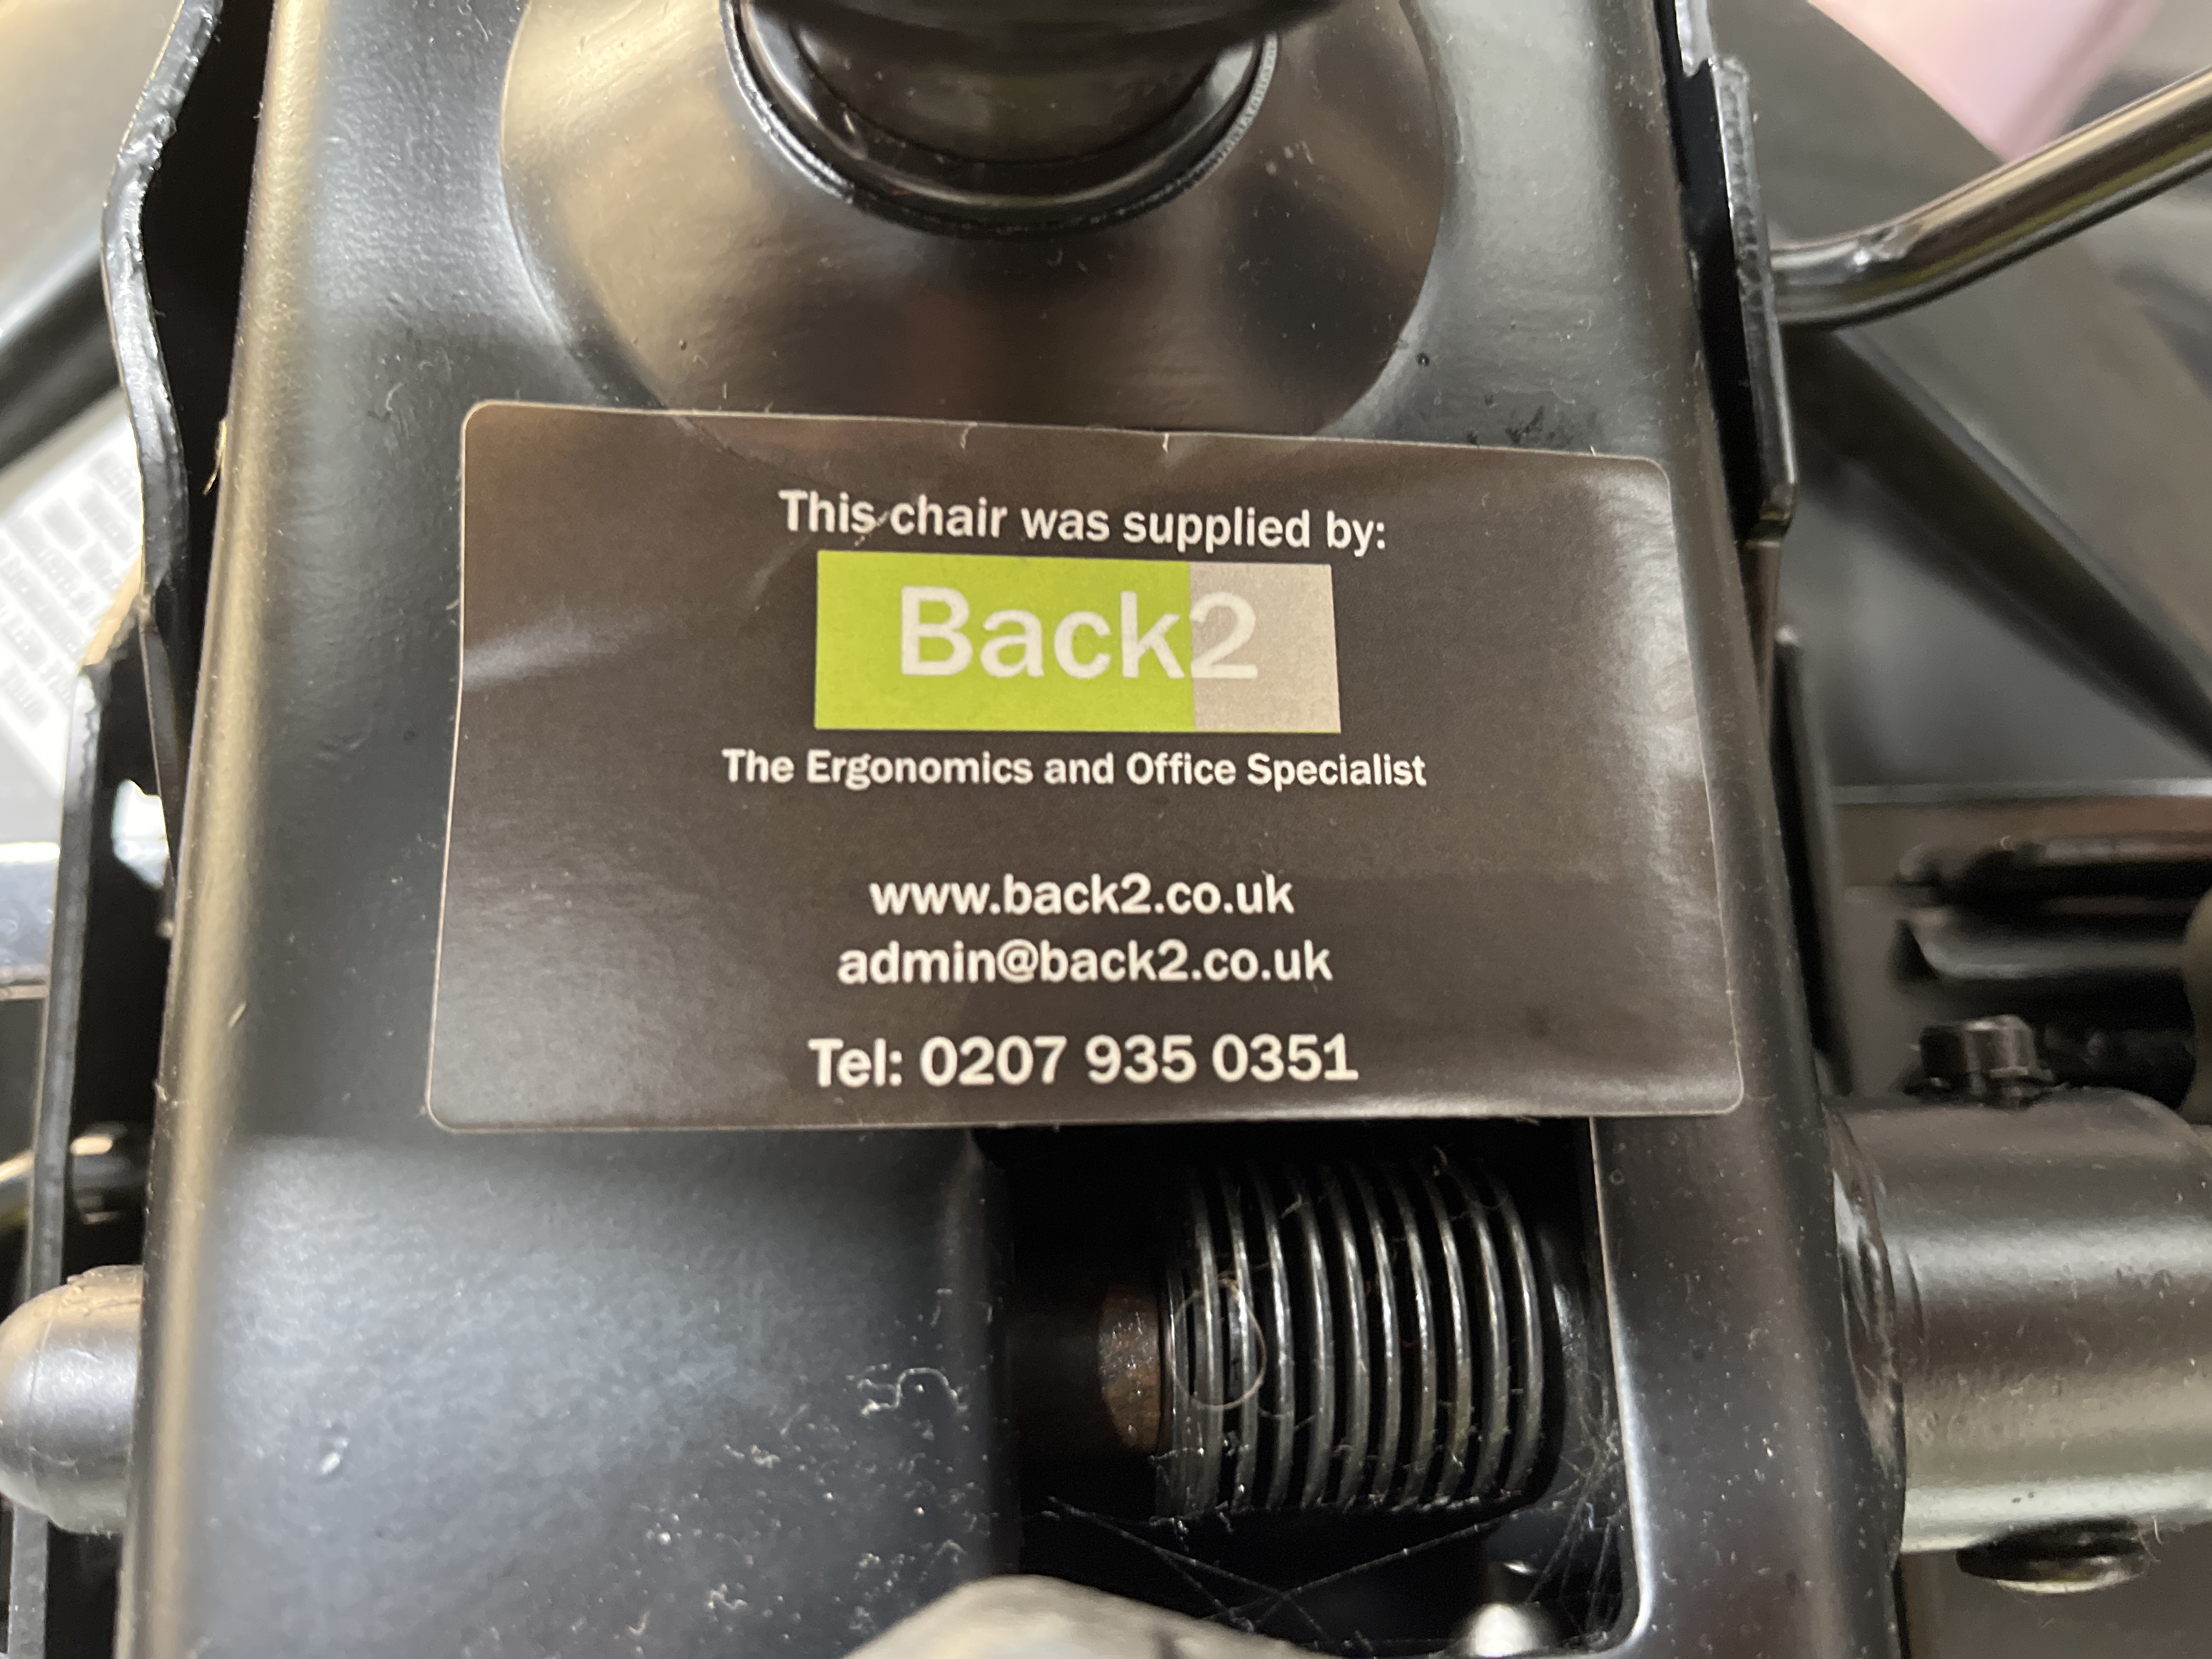 This chair was supplied by:
Back2
The Ergonomics and Office Specialist
www.back2.co.uk
admin@back2.co.uk
Tel: 0207 935 0351